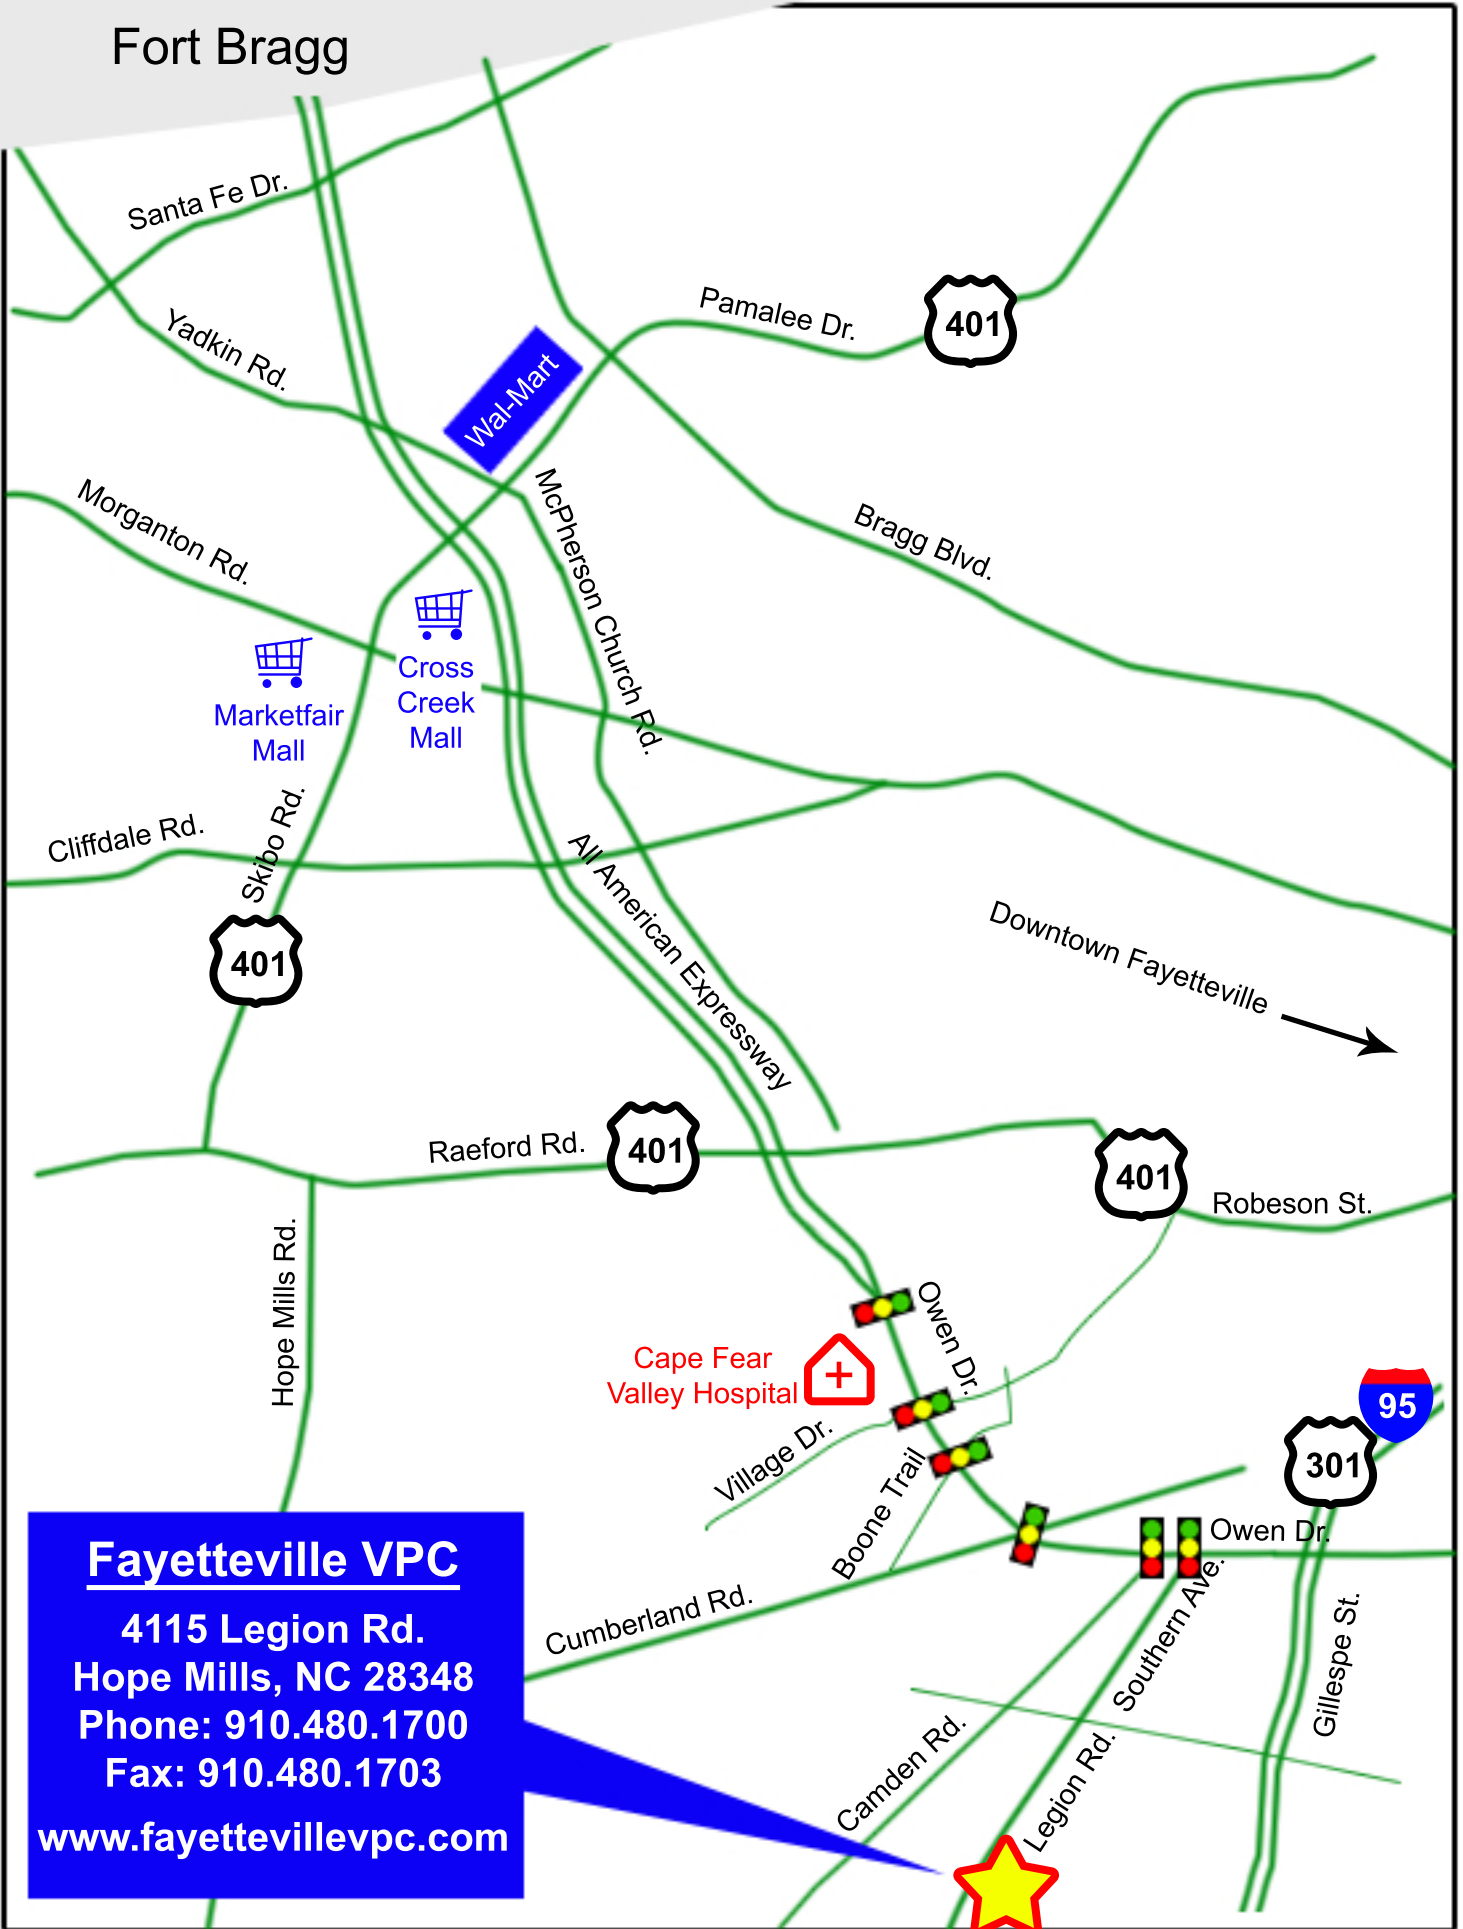 Fort Bragg
Santa Fe Dr.
Yadkin Rd.
Pamalee Dr.
401
Wal-Mart
Morganton Rd.
McPherson Church Rd.
Bragg Blvd.
Cross
Creek
Mall
Marketfair
Mall
Skibo Rd.
Cliffdale Rd.
All American Expressway
401
Downtown Fayetteville
Raeford Rd.
401
401
Robeson St.
Hope Mills Rd.
Owen Dr.
Cape Fear
Valley Hospital
Village Dr.
Boone Trail
95
301
Owen Dr.
Cumberland Rd.
Southern Ave.
Gillespe St.
Camden Rd.
Legion Rd.
Fayetteville VPC
4115 Legion Rd.
Hope Mills, NC 28348
Phone: 910.480.1700
Fax: 910.480.1703
www.fayettevillevpc.com